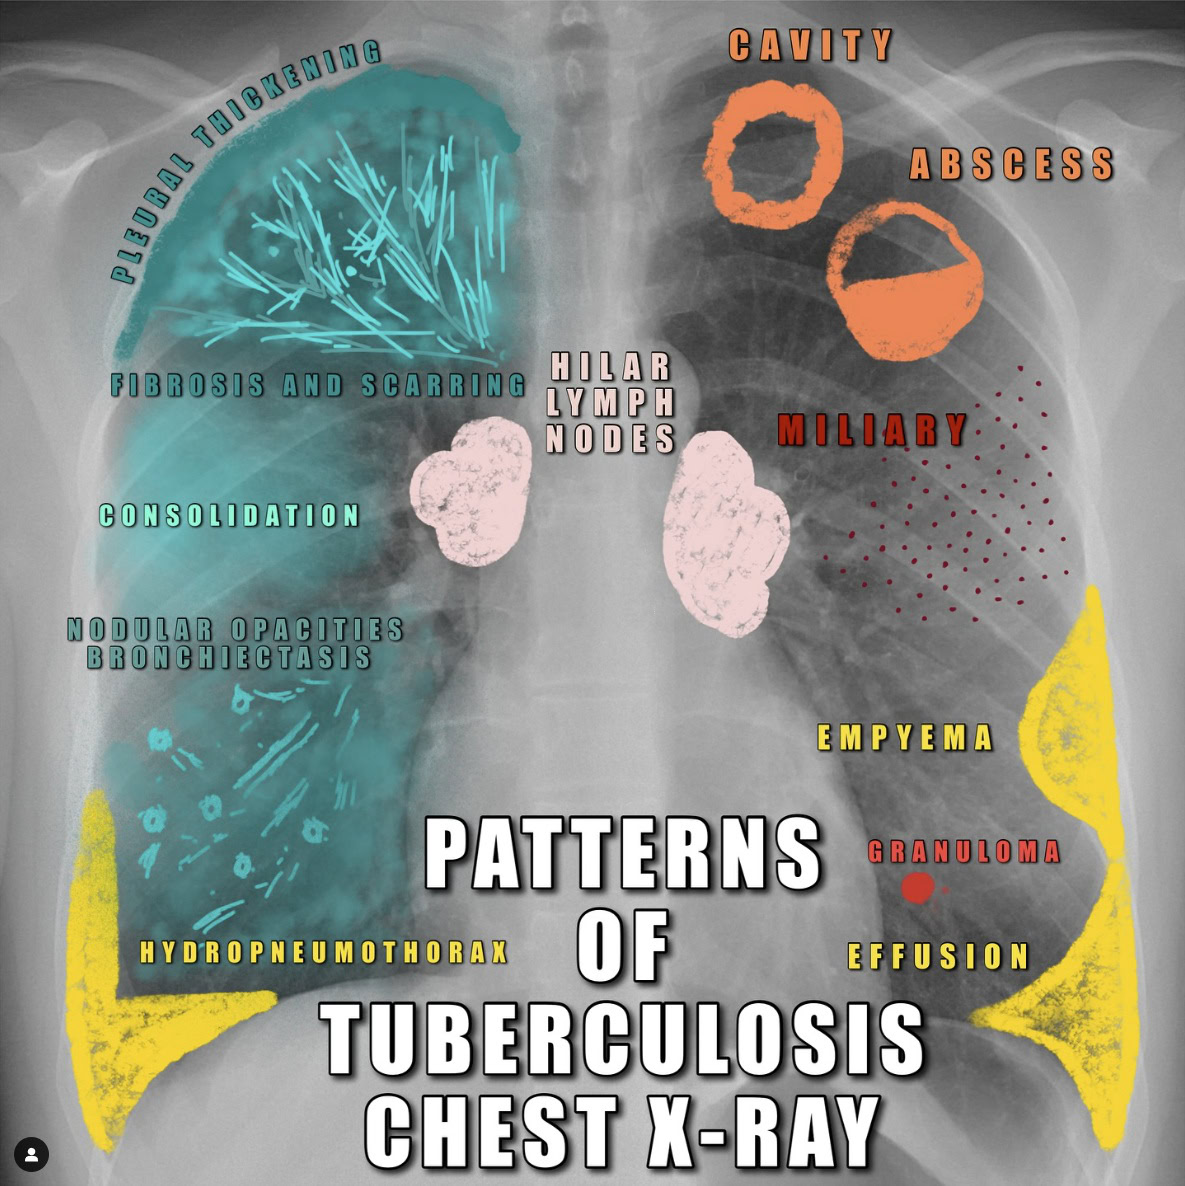 PLEURAL THICKENING
CAVITY
ABSCESS
FIBROSIS AND SCARRING
HILAR
LYMPH
NODES
MILIARY
CONSOLIDATION
NODULAR OPACITIES
BRONCHIECTASIS
EMPYEMA
GRANULOMA
HYDROPNEUMOTHORAX
EFFUSION
PATTERNS
OF
TUBERCULOSIS
CHEST X-RAY